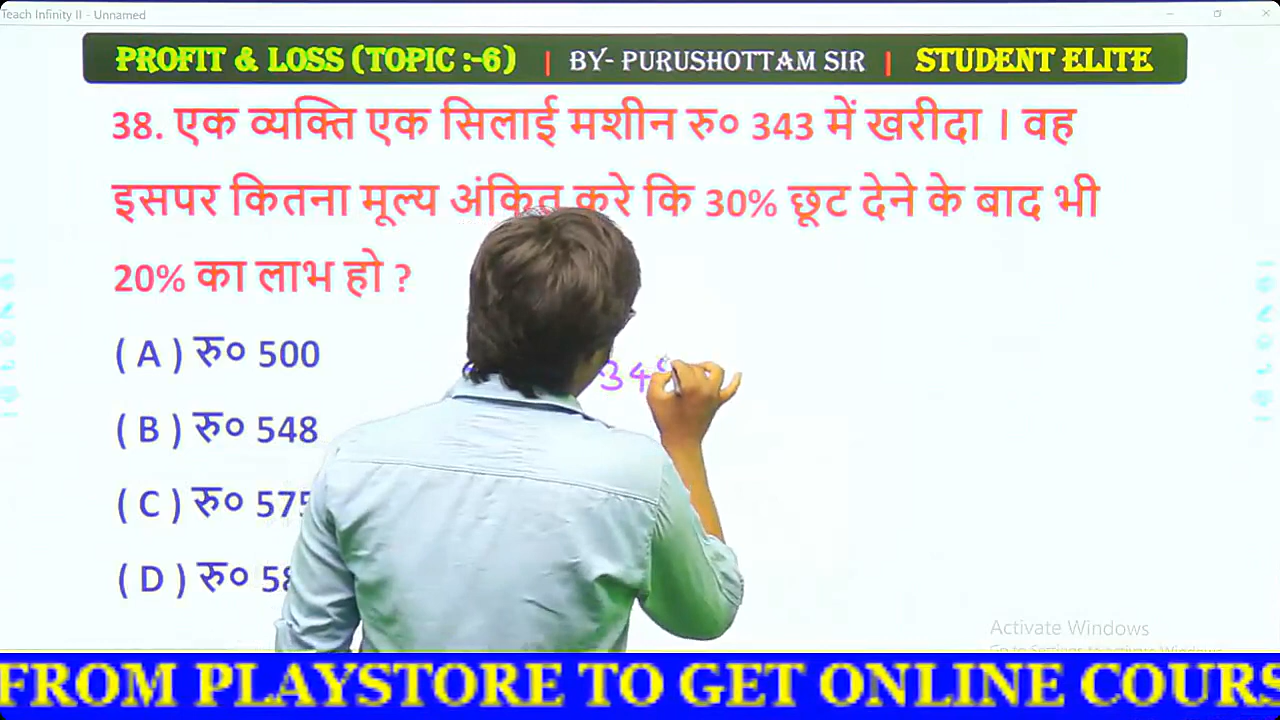 Teach Infinity II - Unnamed
PROFIT & LOSS (TOPIC :-6) | BY- PURUSHOTTAM SIR | STUDENT ELITE
38. एक व्यक्ति एक सिलाई मशीन रु० 343 में खरीदा । वह
इसपर कितना मूल्य अंकित करे कि 30% छूट देने के बाद भी
20% का लाभ हो ?
( A ) रु० 500
34
( B ) रु० 548
( C ) रु० 575
( D ) रु०
Activate Windows
FROM PLAYSTORE TO GET ONLINE COURS